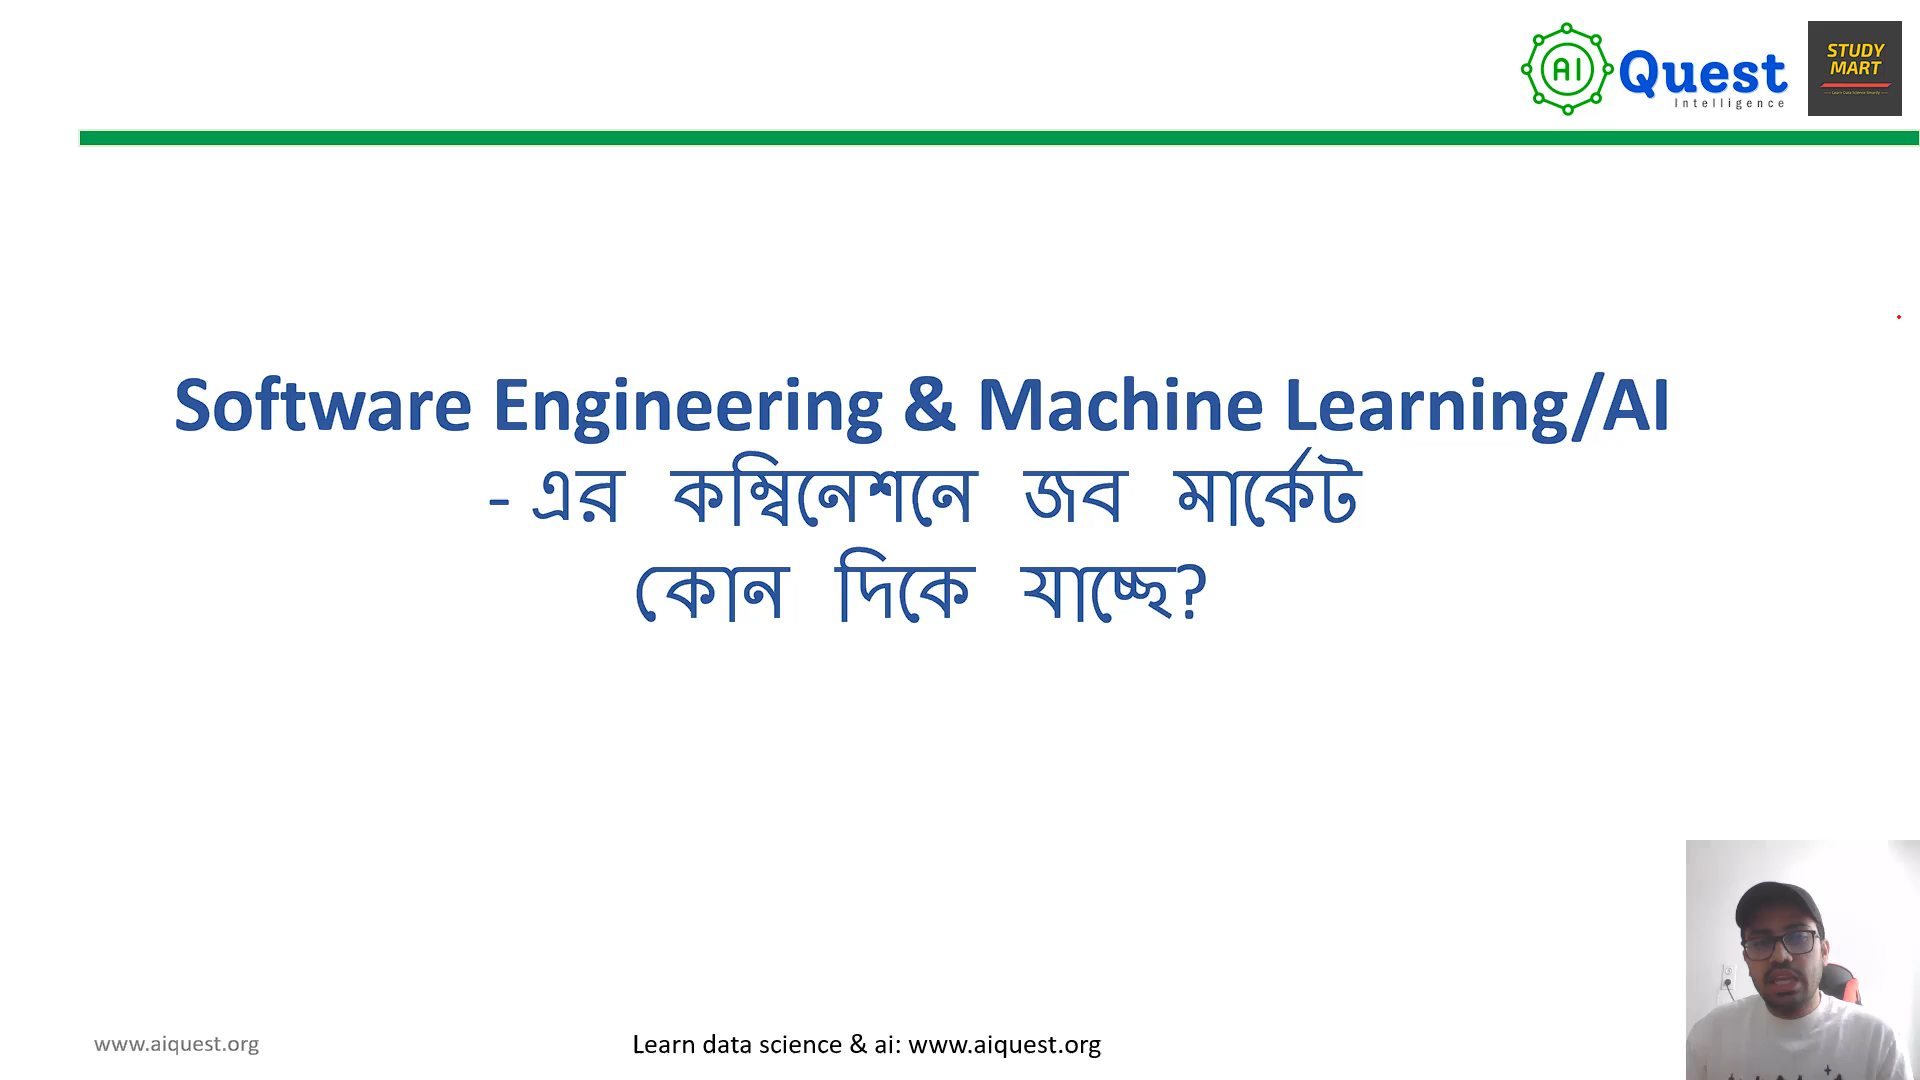 AI Quest
Intelligence
STUDY
MART
Software Engineering & Machine Learning/AI
- এর কম্বিনেশনে জব মার্কেট
কোন দিকে যাচ্ছে?
www.aiquest.org
Learn data science & ai: www.aiquest.org